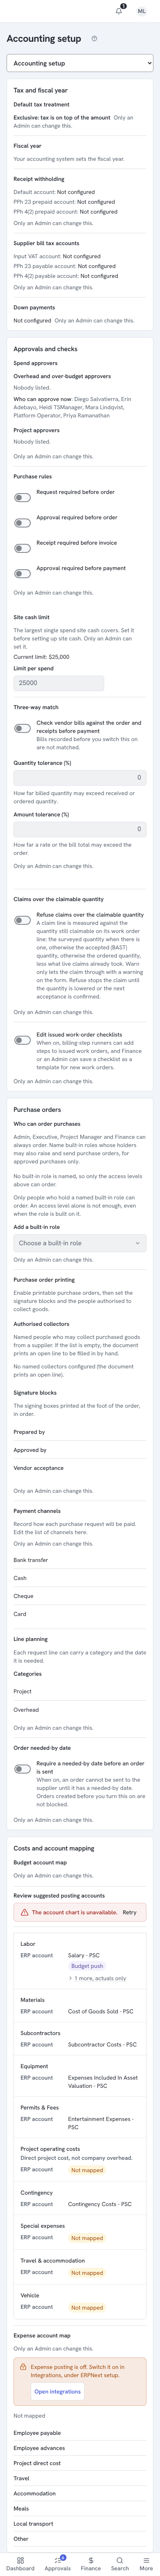 1
ML
Accounting setup
Accounting setup
Tax and fiscal year
Default tax treatment
Exclusive: tax is on top of the amount Only an
Admin can change this.
Fiscal year
Your accounting system sets the fiscal year.
Receipt withholding
Default account: Not configured
PPh 23 prepaid account: Not configured
PPh 4(2) prepaid account: Not configured
Only an Admin can change this.
Supplier bill tax accounts
Input VAT account: Not configured
PPh 23 payable account: Not configured
PPh 4(2) payable account: Not configured
Only an Admin can change this.
Down payments
Not configured Only an Admin can change this.
Approvals and checks
Spend approvers
Overhead and over-budget approvers
Nobody listed.
Who can approve now: Diego Salvatierra, Erin
Adebayo, Heidi TSManager, Mara Lindqvist,
Platform Operator, Priya Ramanathan
Project approvers
Nobody listed.
Only an Admin can change this.
Purchase rules
Request required before order
Approval required before order
Receipt required before invoice
Approval required before payment
Only an Admin can change this.
Site cash limit
The largest single spend site cash covers. Set it
before setting up site cash. Only an Admin can
set it.
Current limit: $25,000
Limit per spend
25000
Three-way match
Check vendor bills against the order and
receipts before payment
Bills recorded before you switch this on
are not matched.
Quantity tolerance (%)
0
How far billed quantity may exceed received or
ordered quantity.
Amount tolerance (%)
0
How far a rate or the bill total may exceed the
order.
Only an Admin can change this.
Claims over the claimable quantity
Refuse claims over the claimable quantity
A claim line is measured against the
quantity still claimable on its work order
line: the surveyed quantity where there is
one, otherwise the accepted (BAST)
quantity, otherwise the ordered quantity,
less what live claims already took. Warn
only lets the claim through with a warning
on the form. Refuse stops the claim until
it is lowered or the next
acceptance is confirmed.
Only an Admin can change this.
Edit issued work-order checklists
When on, billing-step runners can add
steps to issued work orders, and Finance
or an Admin can save a checklist as a
template for new work orders.
Only an Admin can change this.
Purchase orders
Who can order purchases
Admin, Executive, Project Manager and Finance can
always order. Name built-in roles whose holders
may also raise and send purchase orders, for
approved purchases only.
No built-in role is named, so only the access levels
above can order.
Only people who hold a named built-in role can
order. An access level alone is not enough, even
when the role is built on it.
Add a built-in role
Choose a built-in role
Only an Admin can change this.
Purchase order printing
Enable printable purchase orders, then set the
signature blocks and the people authorised to
collect goods.
Authorised collectors
Named people who may collect purchased goods
from a supplier. If the list is empty, the document
prints an open line to be filled in by hand.
No named collectors configured (the document
prints an open line).
Signature blocks
The signing boxes printed at the foot of the order,
in order.
Prepared by
Approved by
Vendor acceptance
Only an Admin can change this.
Payment channels
Record how each purchase request will be paid.
Edit the list of channels here.
Only an Admin can change this.
Bank transfer
Cash
Cheque
Card
Line planning
Each request line can carry a category and the date
it is needed.
Categories
Project
Overhead
Only an Admin can change this.
Order needed-by date
Require a needed-by date before an order
is sent
When on, an order cannot be sent to the
supplier until it has a needed-by date.
Orders created before you turn this on are
not blocked.
Only an Admin can change this.
Costs and account mapping
Budget account map
Only an Admin can change this.
Review suggested posting accounts
The account chart is unavailable. Retry
Labor
ERP account Salary - PSC
Budget push
1 more, actuals only
Materials
ERP account Cost of Goods Sold - PSC
Subcontractors
ERP account Subcontractor Costs - PSC
Equipment
ERP account Expenses Included In Asset
Valuation - PSC
Permits & Fees
ERP account Entertainment Expenses -
PSC
Project operating costs
Direct project cost, not company overhead.
ERP account Not mapped
Contingency
ERP account Contingency Costs - PSC
Special expenses
ERP account Not mapped
Travel & accommodation
ERP account Not mapped
Vehicle
ERP account Not mapped
Expense account map
Only an Admin can change this.
Expense posting is off. Switch it on in
Integrations, under ERPNext setup.
Open integrations
Not mapped
Employee payable
Employee advances
Project direct cost
Travel
Accommodation
Meals
Local transport
Other
Dashboard
Approvals
Finance
Search
More